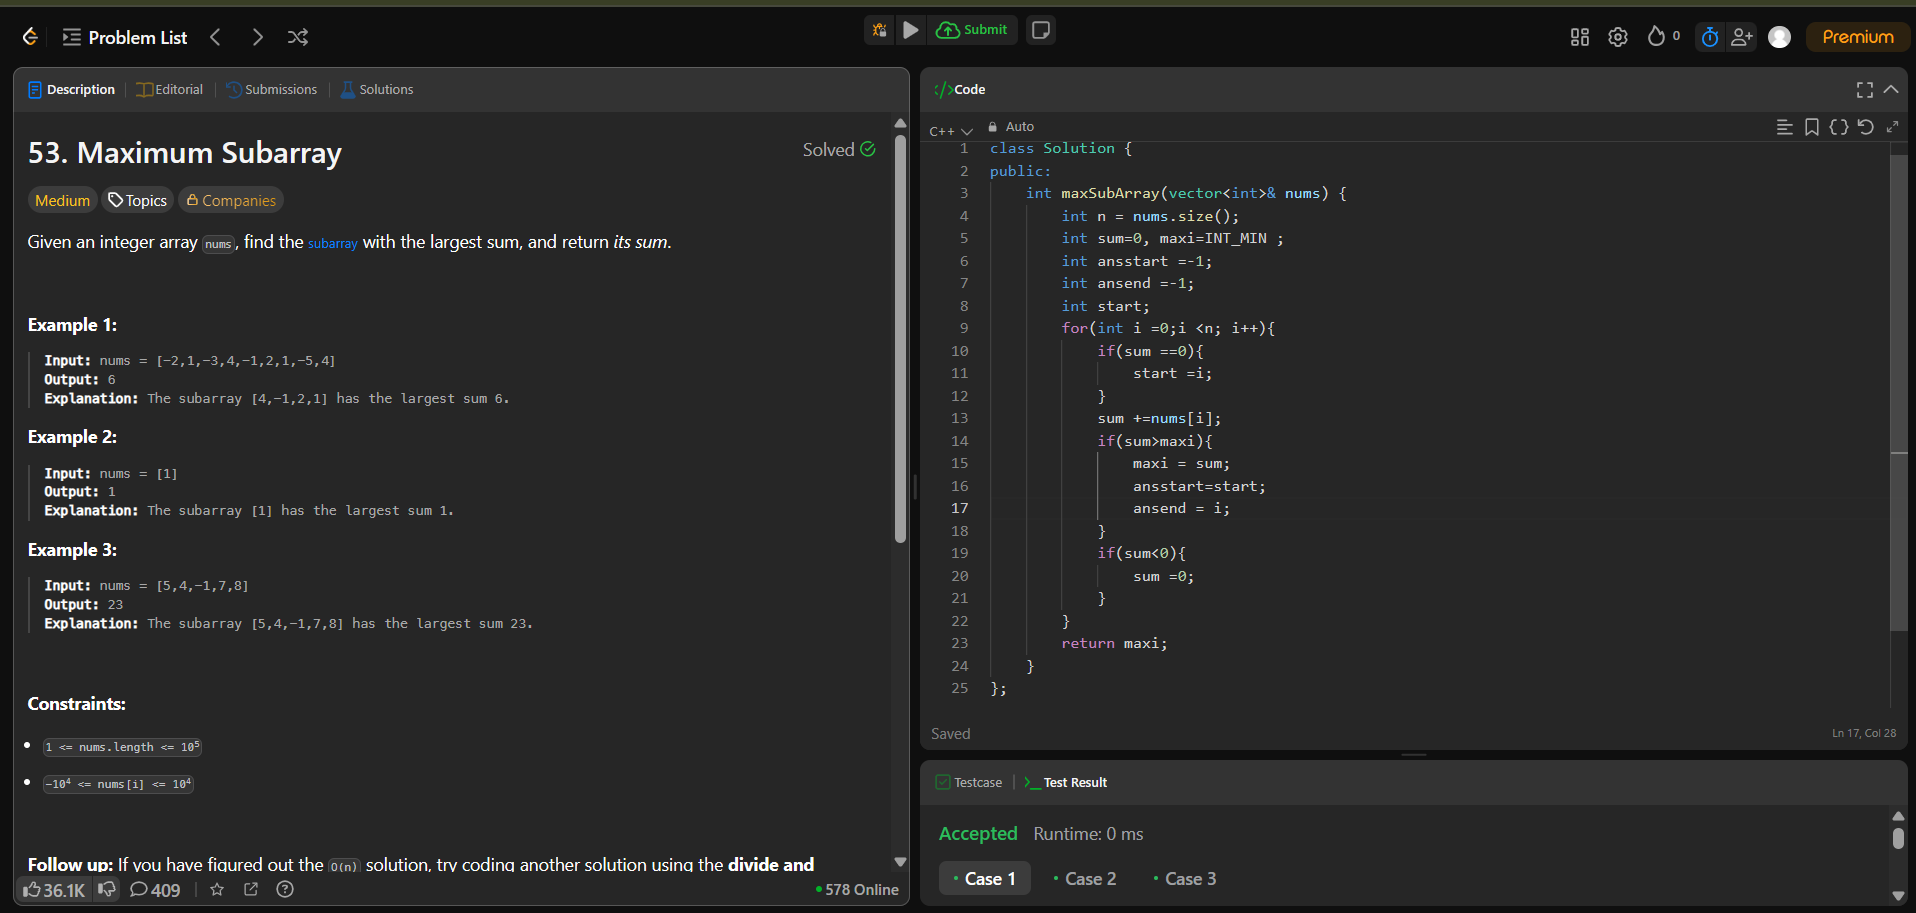 Problem List
Submit
0
Premium
Description
Editorial
Submissions
Solutions
53. Maximum Subarray
Solved
Medium
Topics
Companies
Given an integer array nums, find the subarray with the largest sum, and return its sum.
Example 1:
Input: nums = [-2,1,-3,4,-1,2,1,-5,4]
Output: 6
Explanation: The subarray [4,-1,2,1] has the largest sum 6.
Example 2:
Input: nums = [1]
Output: 1
Explanation: The subarray [1] has the largest sum 1.
Example 3:
Input: nums = [5,4,-1,7,8]
Output: 23
Explanation: The subarray [5,4,-1,7,8] has the largest sum 23.
Constraints:
• 1 <= nums.length <= 10⁵
• -10⁴ <= nums[i] <= 10⁴
Follow up: If you have figured out the O(n) solution, try coding another solution using the divide and
36.1K
409
578 Online
</>Code
C++
Auto
1 class Solution {
2 public:
3     int maxSubArray(vector<int>& nums) {
4         int n = nums.size();
5         int sum=0, maxi=INT_MIN ;
6         int ansstart =-1;
7         int ansend =-1;
8         int start;
9         for(int i =0;i <n; i++){
10             if(sum ==0){
11                 start =i;
12             }
13             sum +=nums[i];
14             if(sum>maxi){
15                 maxi = sum;
16                 ansstart=start;
17                 ansend = i;
18             }
19             if(sum<0){
20                 sum =0;
21             }
22         }
23         return maxi;
24     }
25 };
Saved
Ln 17, Col 28
Testcase
>_Test Result
Accepted
Runtime: 0 ms
• Case 1
• Case 2
• Case 3